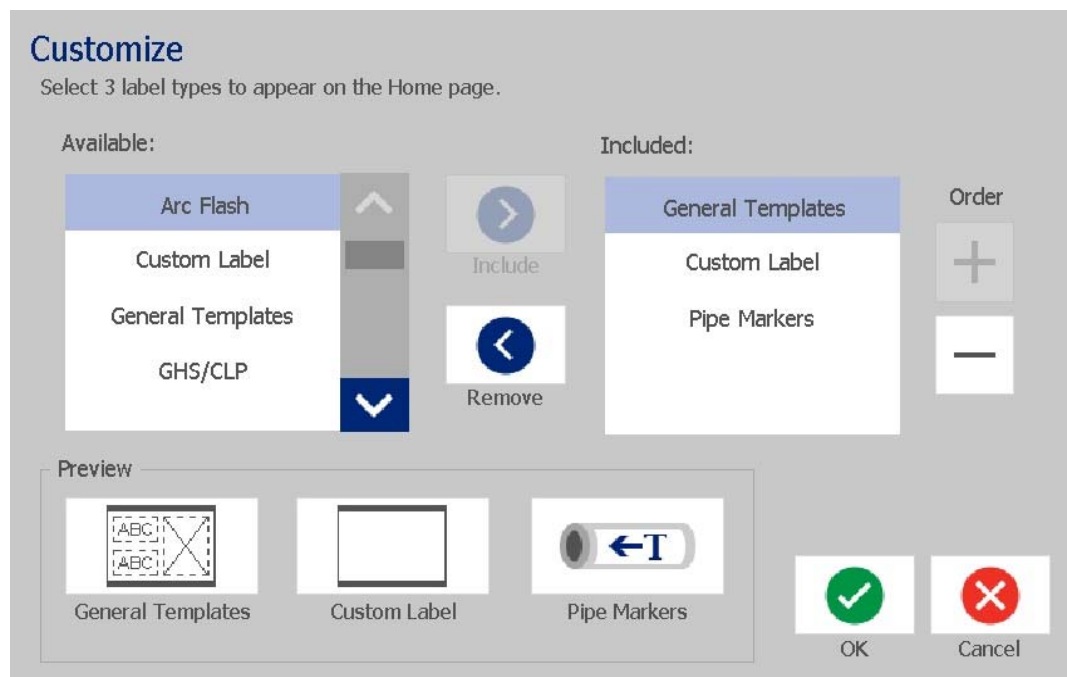 Customize
Select 3 label types to appear on the Home page.
Available:
Included:
Arc Flash
Custom Label
General Templates
GHS/CLP
Include
Remove
General Templates
Custom Label
Pipe Markers
Order
Preview
ABC
ABC
General Templates
Custom Label
T
Pipe Markers
OK
Cancel